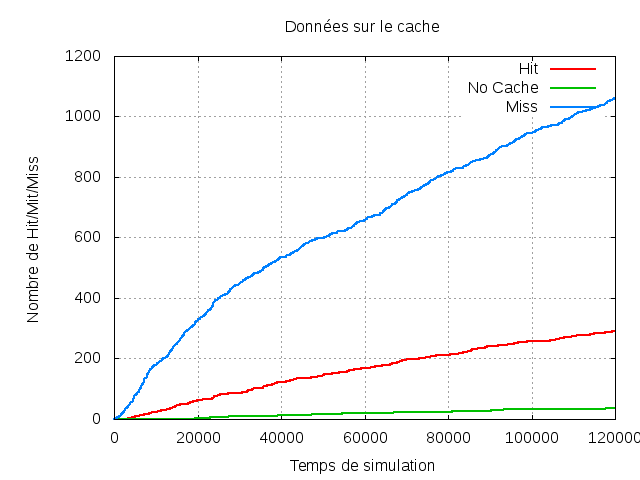 Données sur le cache
Nombre de Hit/Mit/Miss
1200
1000
800
600
400
200
0
Hit
No Cache
Miss
0 20000 40000 60000 80000 100000 120000
Temps de simulation